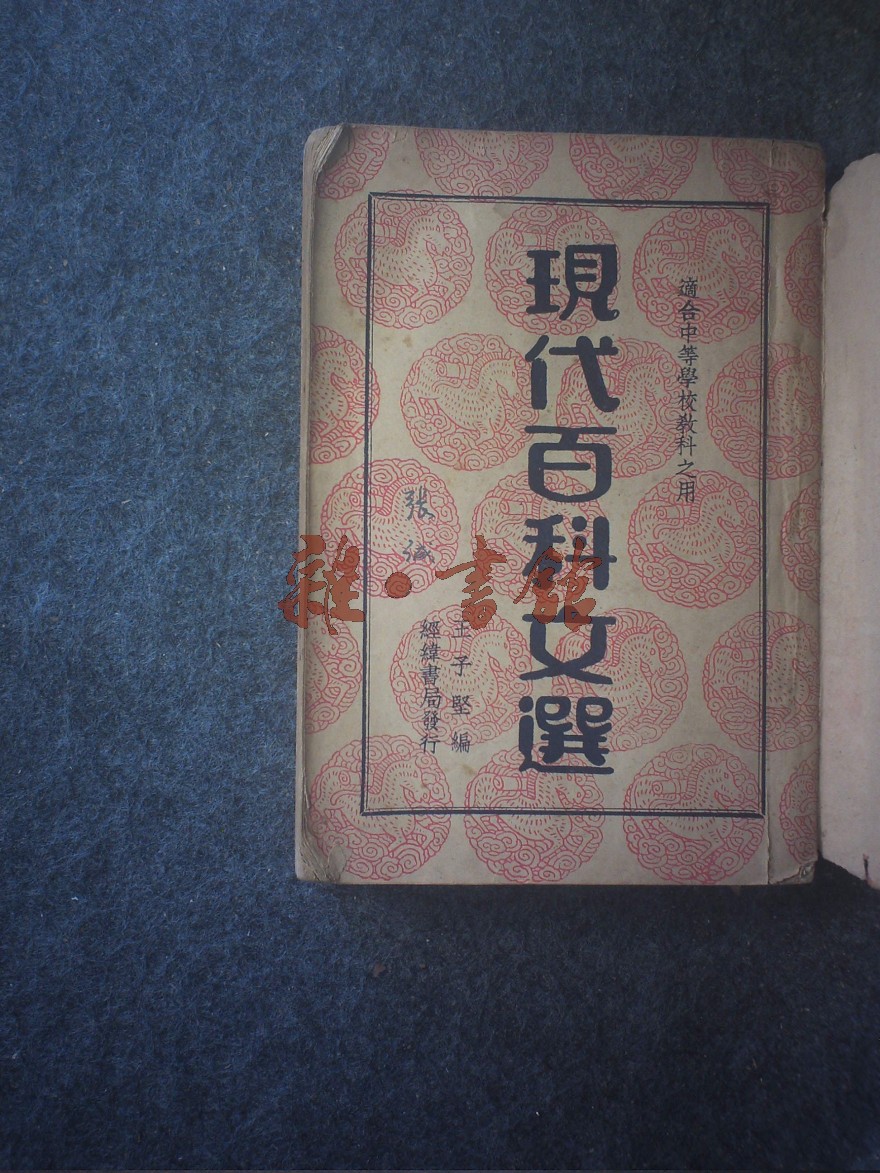 適合中等學校教科之用
現代百科文選
王子堅編
經緯書局發行
張
雜·書館